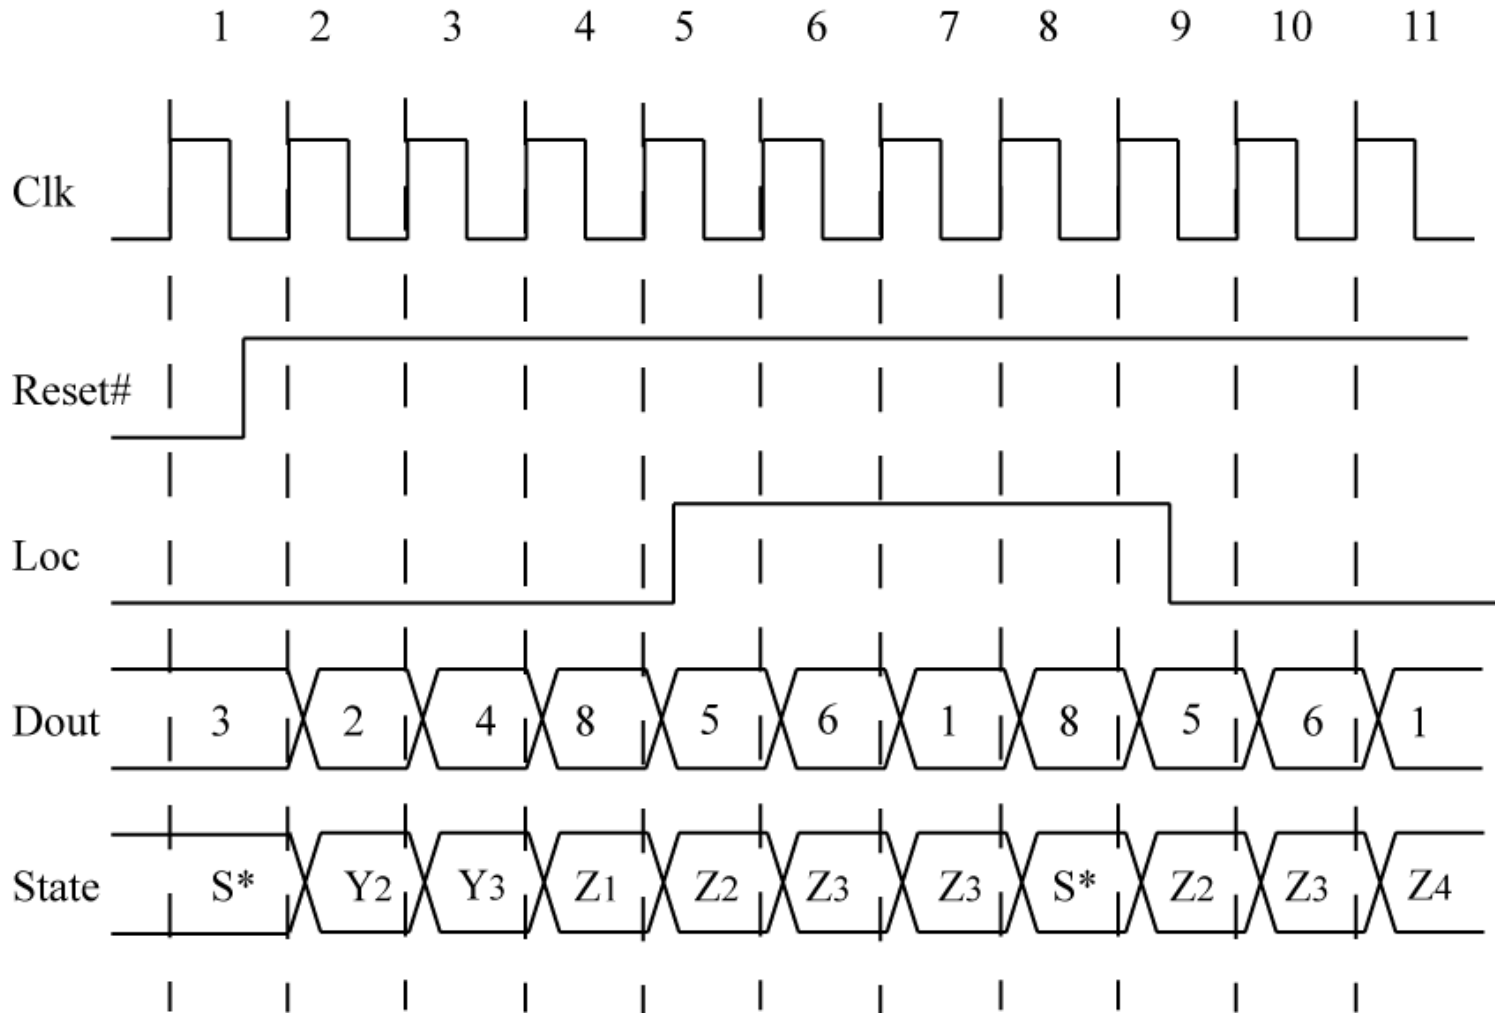 1 2 3 4 5 6 7 8 9 10 11
Clk
Reset#
Loc
Dout 3 2 4 8 5 6 1 8 5 6 1
State S* Y2 Y3 Z1 Z2 Z3 Z3 S* Z2 Z3 Z4